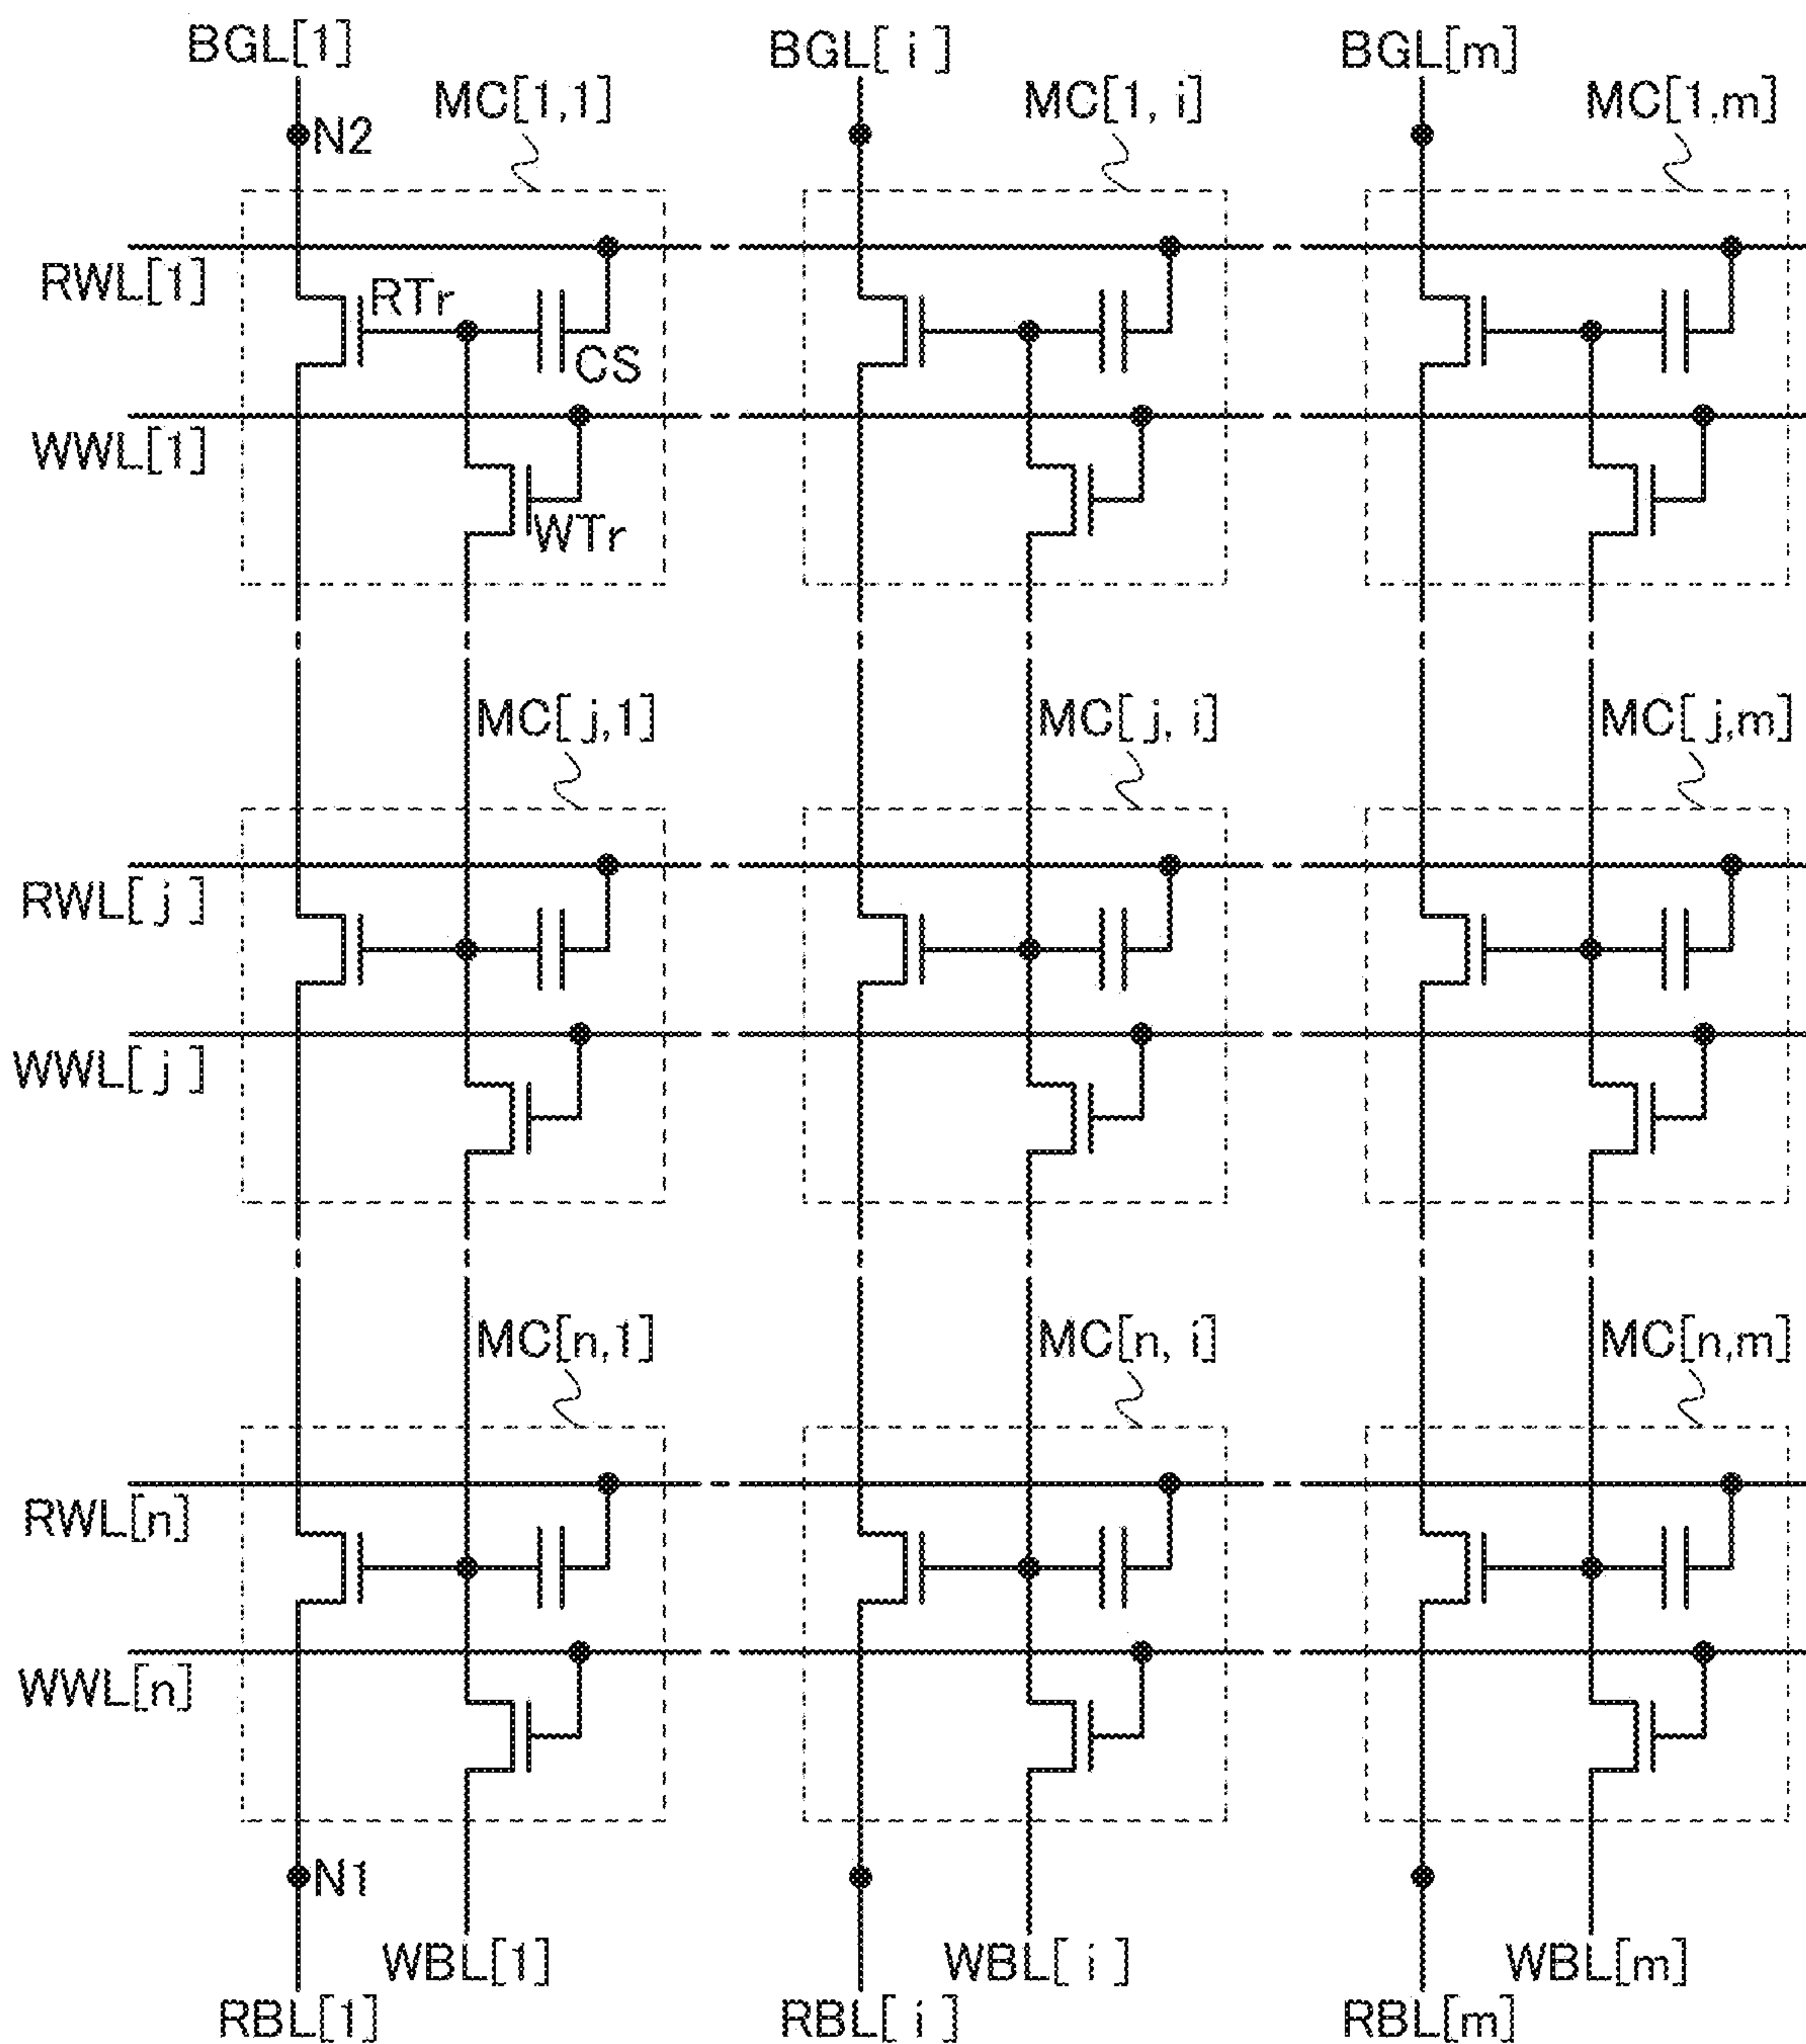 BGL[1] BGL[ i ] BGL[m]
MC[1,1] MC[1, i] MC[1,m]
N2
RWL[1]
RTr
CS
WWL[1]
WTr
MC[ j,1] MC[ j, i] MC[ j,m]
RWL[ j ]
WWL[ j ]
MC[n,1] MC[n, i] MC[n,m]
RWL[n]
WWL[n]
N1
WBL[1] WBL[ i ] WBL[m]
RBL[1] RBL[ i ] RBL[m]